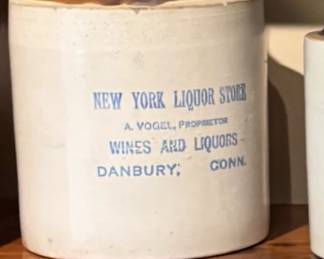 NEW YORK LIQUOR STORE
A. VOGEL, PROPRIETOR
WINES AND LIQUORS
DANBURY, CONN.